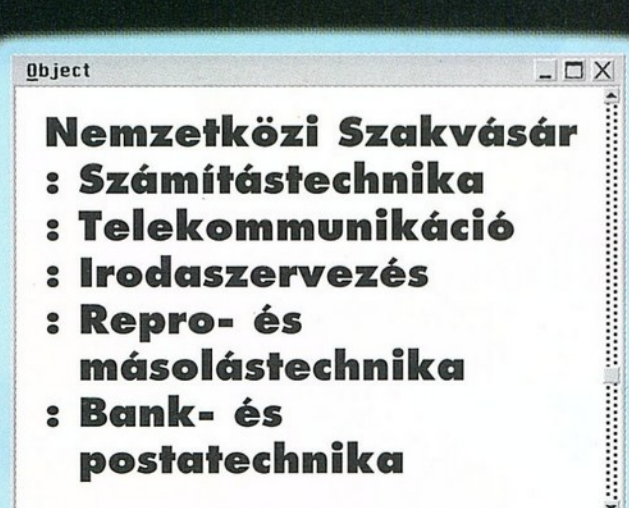 Object
Nemzetközi Szakvásár
: Számítástechnika
: Telekommunikáció
: Irodaszervezés
: Repro- és
másolástechnika
: Bank- és
postatechnika